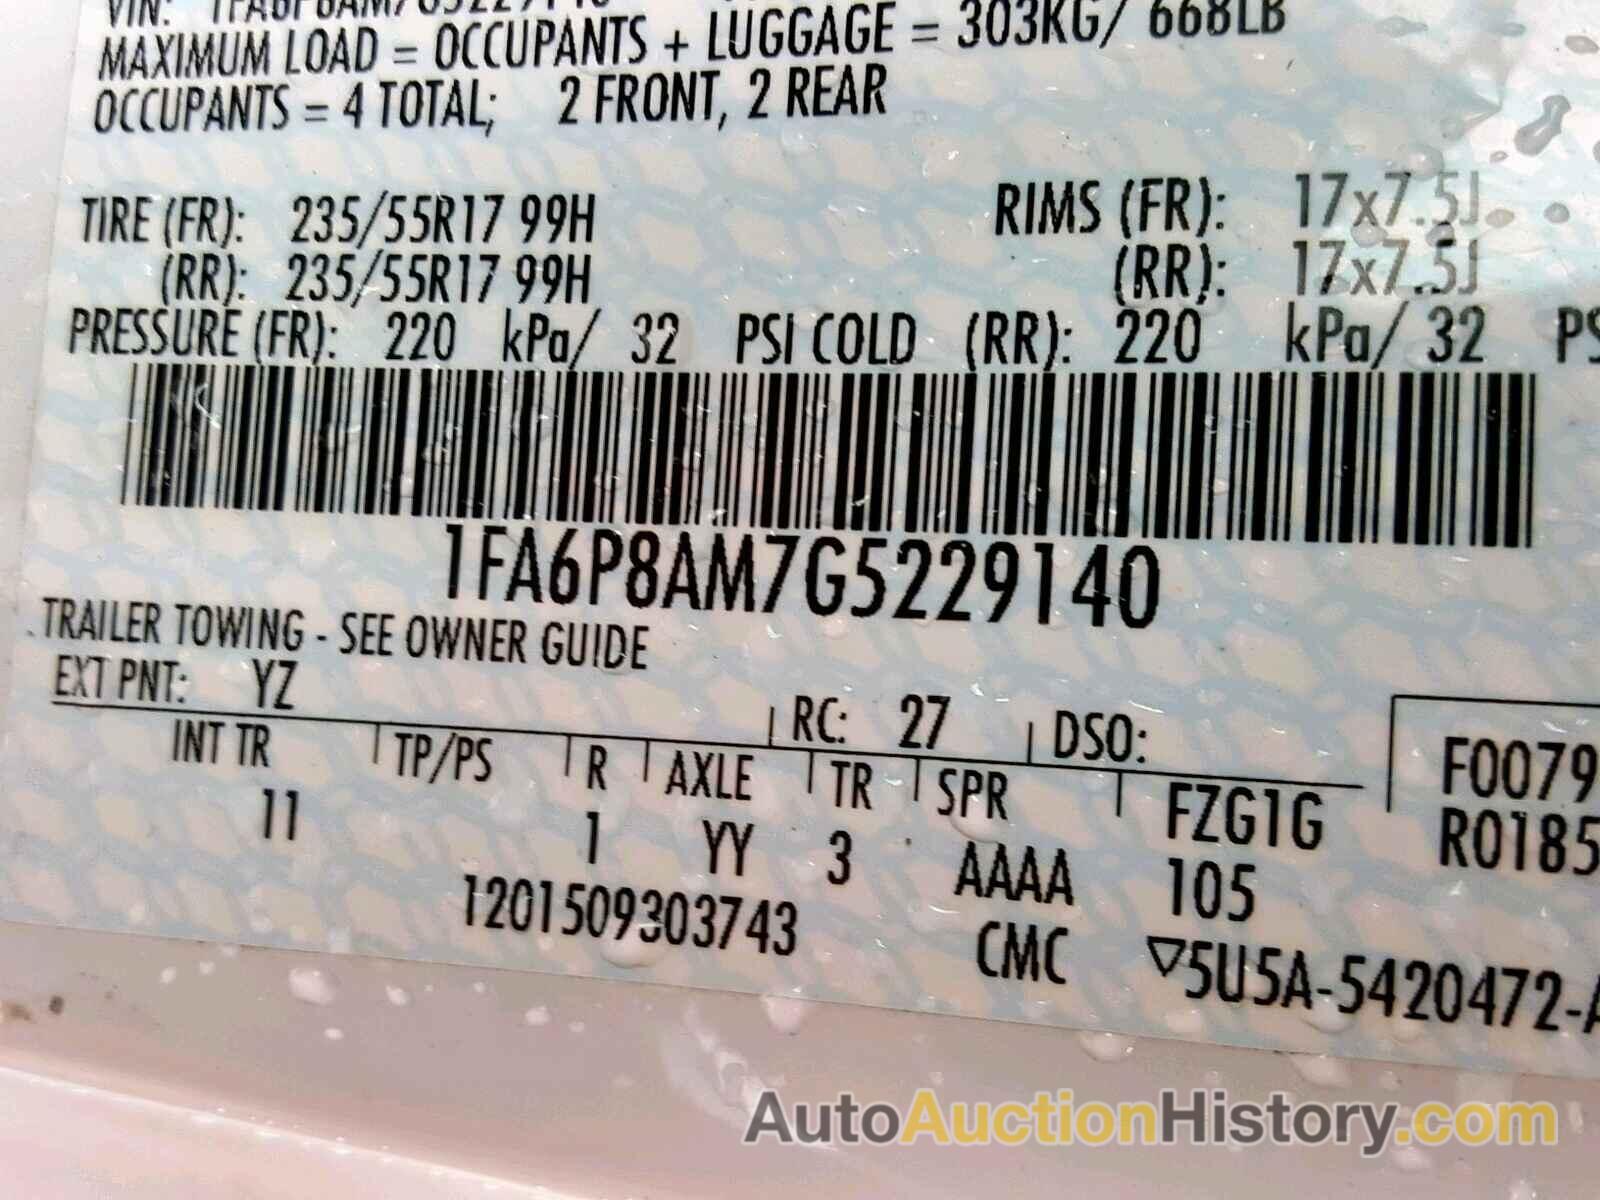 VIN: 1FA6P8AM7G5229140
MAXIMUM LOAD = OCCUPANTS + LUGGAGE = 303KG/ 668LB
OCCUPANTS = 4 TOTAL; 2 FRONT, 2 REAR
TIRE (FR): 235/55R17 99H RIMS (FR): 17x7.5J
(RR): 235/55R17 99H (RR): 17x7.5J
PRESSURE (FR): 220 kPa/ 32 PSI COLD (RR): 220 kPa/ 32 PS
1FA6P8AM7G5229140
TRAILER TOWING - SEE OWNER GUIDE
EXT PNT: YZ RC: 27 DSO:
INT TR TP/PS R AXLE TR SPR FZG1G F0079
11 1 YY 3 AAAA 105 R0185
1201509303743 CMC ▽5U5A-5420472-A
AutoAuctionHistory.com